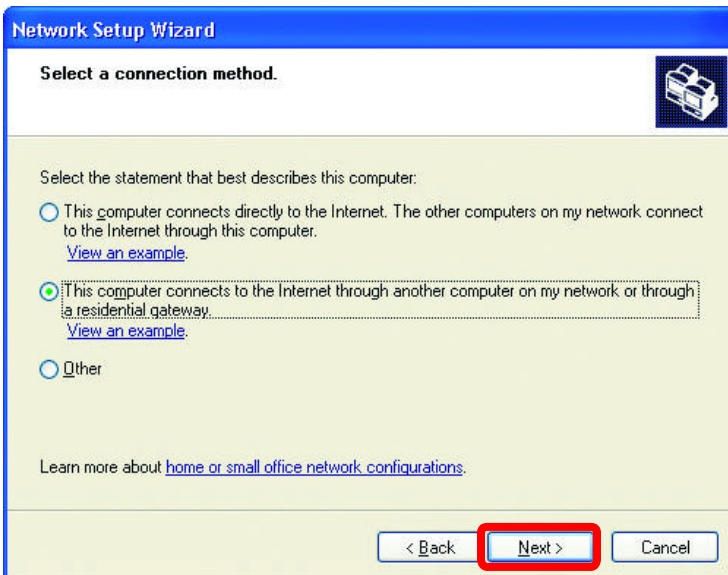 Network Setup Wizard
Select a connection method.
Select the statement that best describes this computer:
This computer connects directly to the Internet. The other computers on my network connect
to the Internet through this computer.
View an example.
This computer connects to the Internet through another computer on my network or through
a residential gateway.
View an example.
Other
Learn more about home or small office network configurations.
< Back Next > Cancel